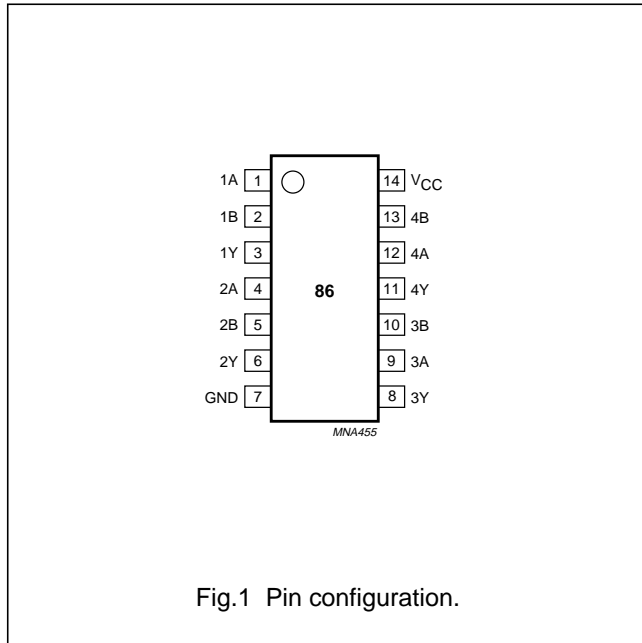 1A 1 14 VCC
1B 2 13 4B
1Y 3 12 4A
2A 4 86 11 4Y
2B 5 10 3B
2Y 6 9 3A
GND 7 8 3Y
MNA455
Fig.1 Pin configuration.